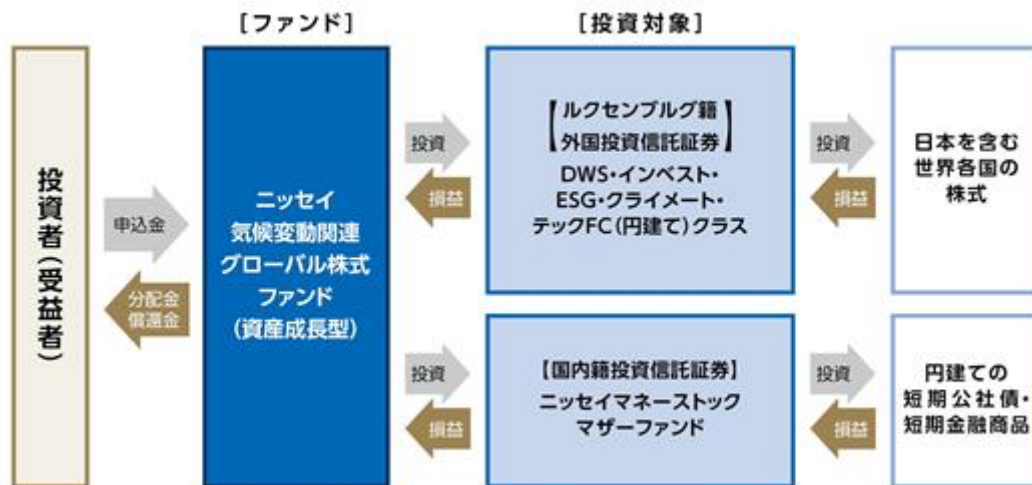 [ファンド]
[投資対象]
投資者(受益者)
申込金
分配金
償還金
ニッセイ
気候変動関連
グローバル株式
ファンド
(資産成長型)
投資
損益
【ルクセンブルグ籍
外国投資信託証券】
DWS・インベスト・
ESG・クライメート・
テックFC(円建て)クラス
投資
損益
日本を含む
世界各国の
株式
投資
損益
【国内籍投資信託証券】
ニッセイマネーストック
マザーファンド
投資
損益
円建ての
短期公社債・
短期金融商品